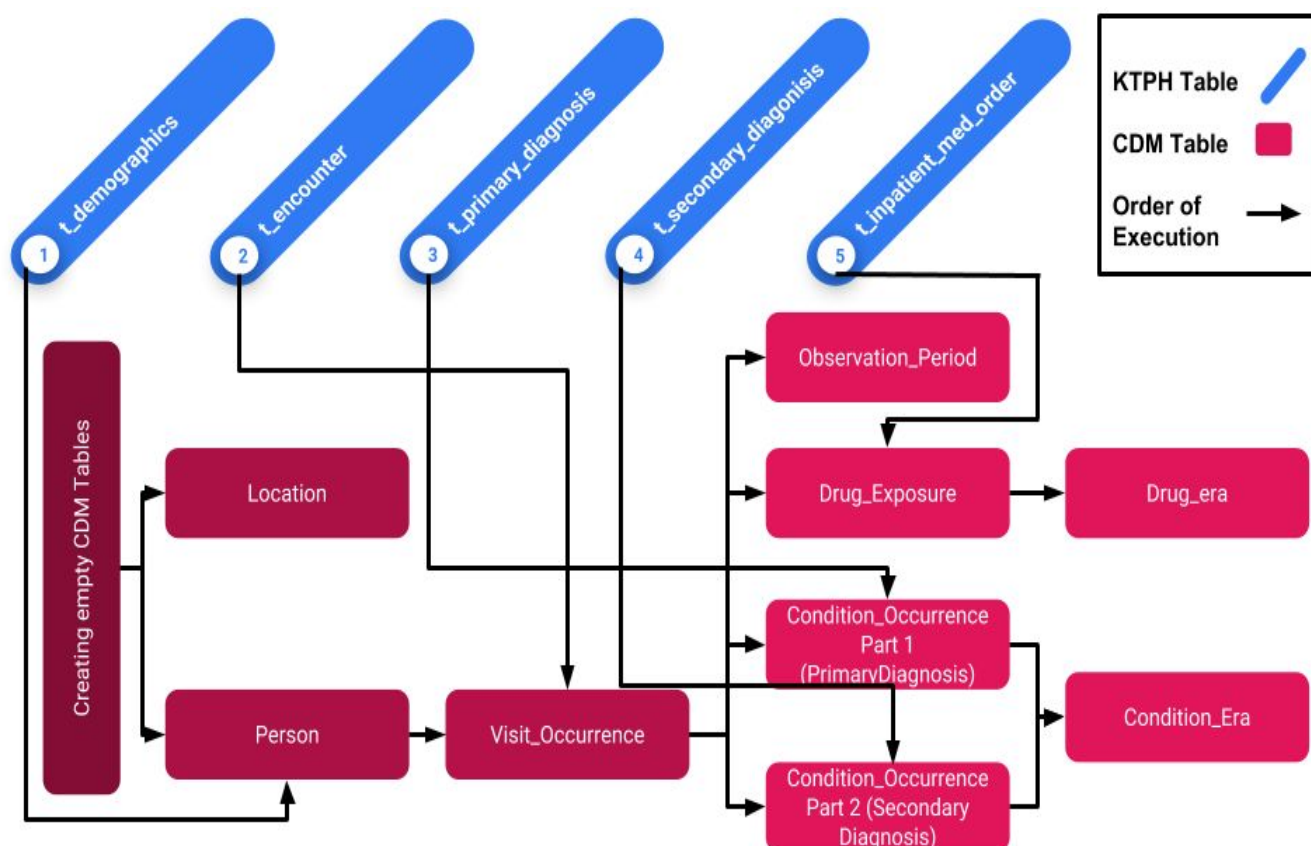 t_demographics
t_encounter
t_primary_diagnosis
t_secondary_diagonisis
t_inpatient_med_order
1
2
3
4
5
KTPH Table
CDM Table
Order of
Execution
Creating empty CDM Tables
Location
Person
Visit_Occurrence
Observation_Period
Drug_Exposure
Drug_era
Condition_Occurrence
Part 1
(PrimaryDiagnosis)
Condition_Occurrence
Part 2 (Secondary
Diagnosis)
Condition_Era